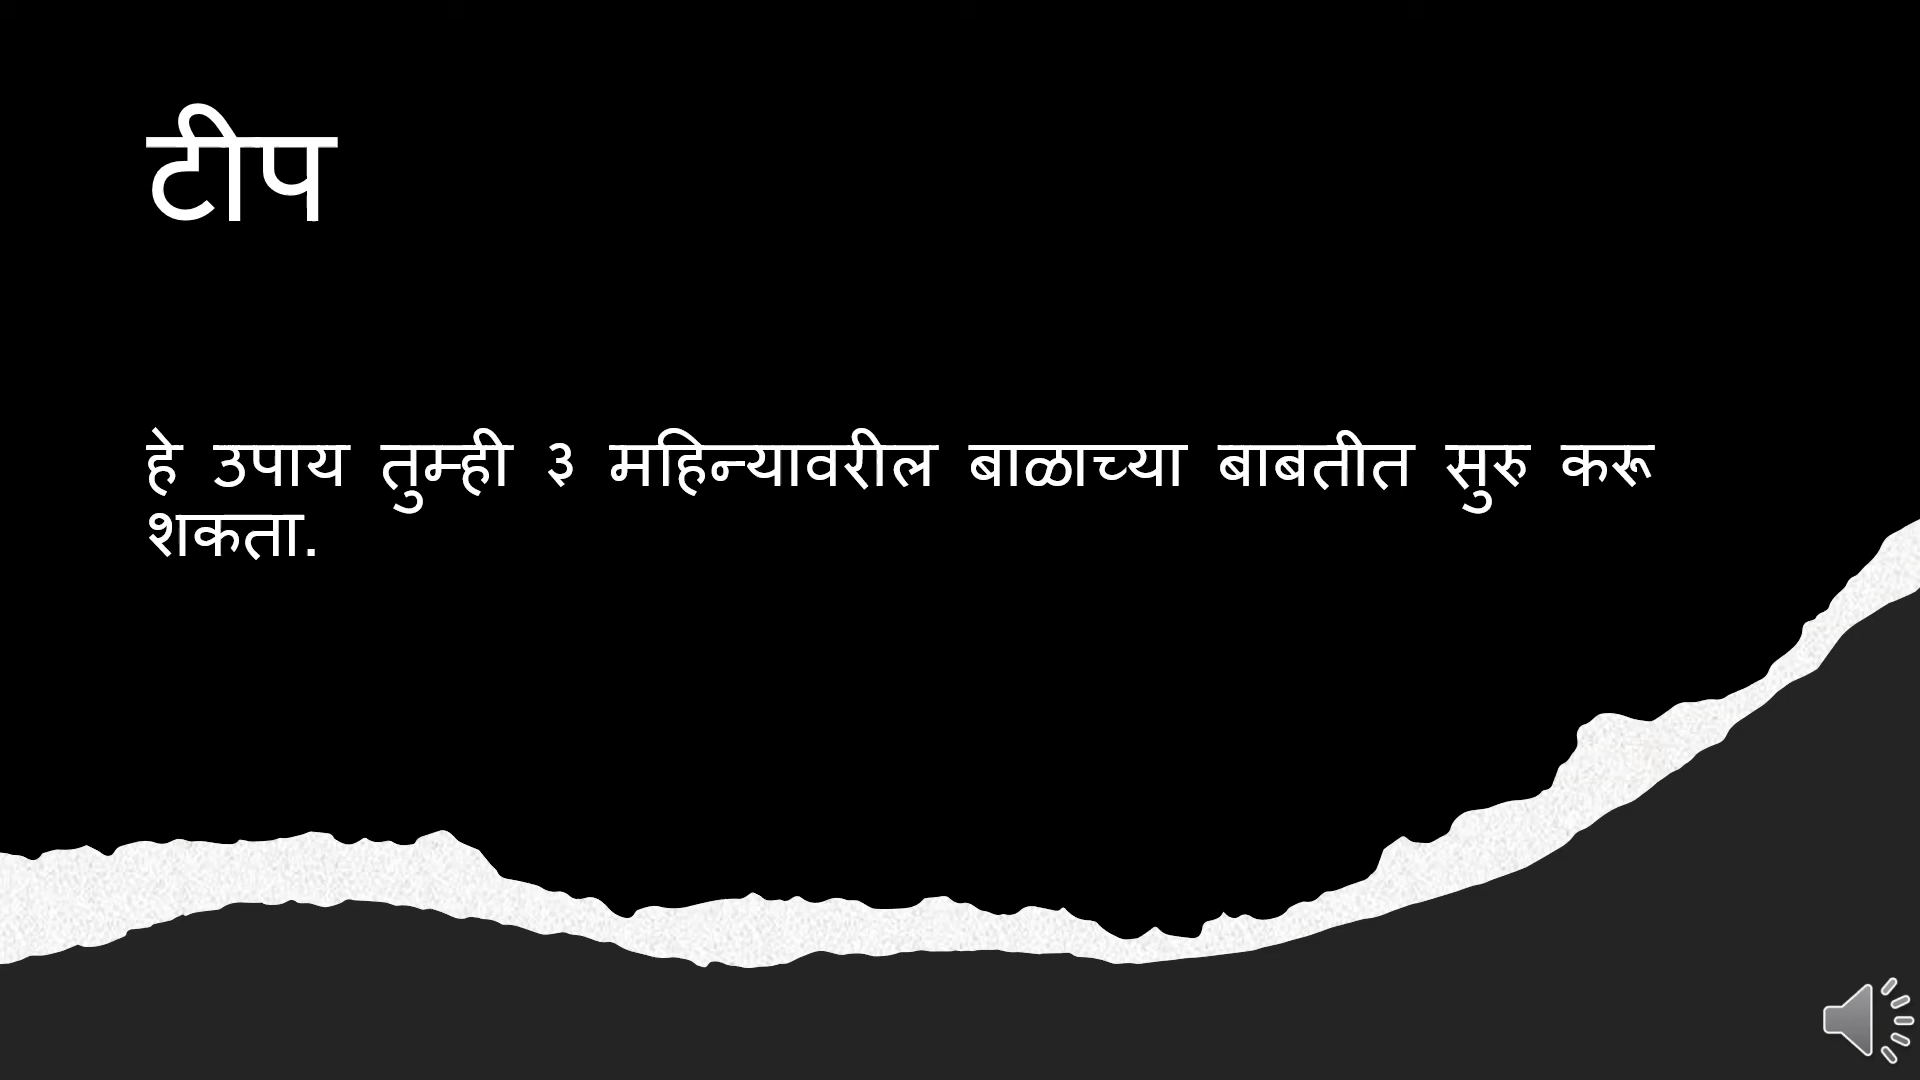 टीप
हे उपाय तुम्ही ३ महिन्यावरील बाळाच्या बाबतीत सुरु करू
शकता.